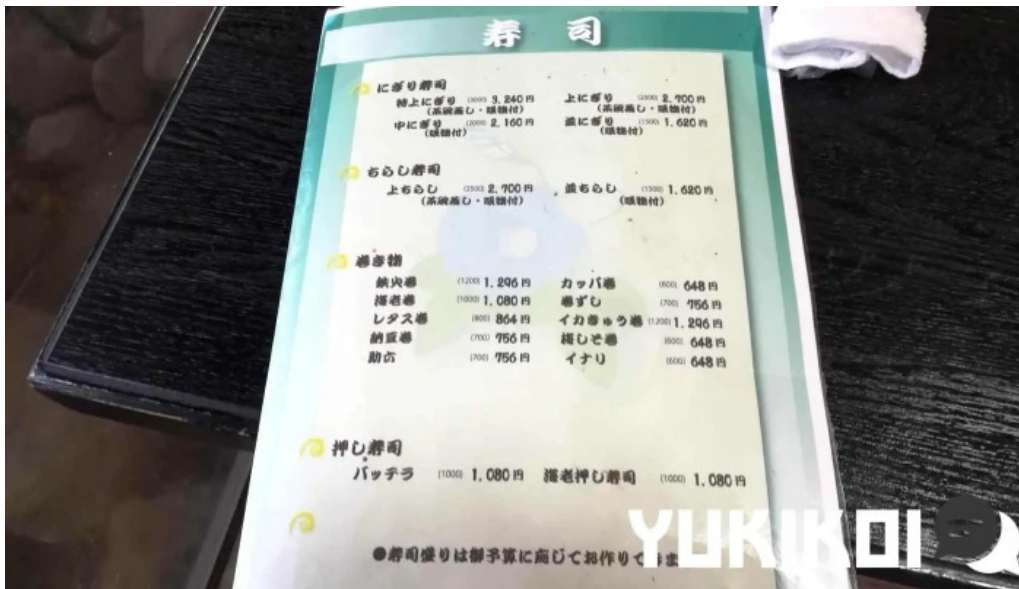 寿司
にぎり寿司
特上にぎり (3000) 3,240円 上にぎり (2500) 2,700円
(茶碗蒸し・吸物付) (茶碗蒸し・吸物付)
中にぎり (2000) 2,160円 並にぎり (1500) 1,620円
(吸物付) (吸物付)
ちらし寿司
上ちらし (2500) 2,700円 並ちらし (1500) 1,620円
(茶碗蒸し・吸物付) (吸物付)
巻き物
鉄火巻 (1200) 1,296円 カッパ巻 (600) 648円
海老巻 (1000) 1,080円 巻ずし (700) 756円
レタス巻 (800) 864円 イカきゅう巻 (1200) 1,296円
納豆巻 (700) 756円 梅しそ巻 (600) 648円
助六 (700) 756円 イナリ (600) 648円
押し寿司
バッテラ (1000) 1,080円 海老押し寿司 (1000) 1,080円
●寿司盛りは御予算に応じてお作りできま
YUKIKOI